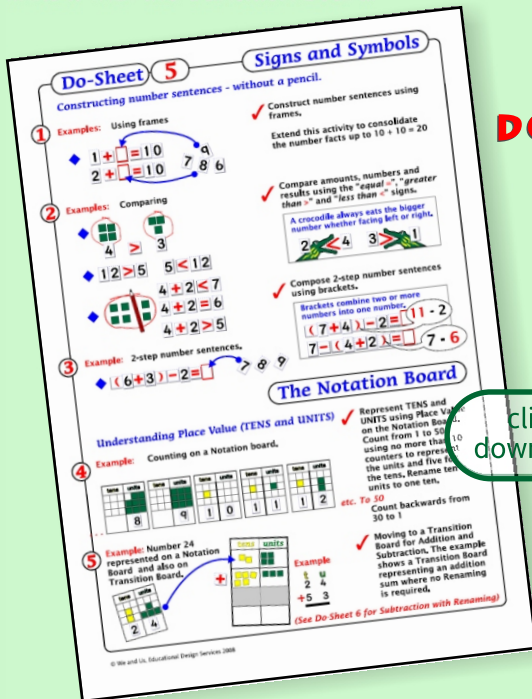 Do-Sheet 5
Signs and Symbols
Constructing number sentences - without a pencil.
1
Examples: Using frames
1 + □ = 10
2 + □ = 10
9
7 8 6
✓ Construct number sentences using
frames.
Extend this activity to consolidate
the number facts up to 10 + 10 = 20
2
Examples: Comparing
4 > 3
12 > 5 5 < 12
4 + 2 < 7
4 + 2 = 6
4 + 2 > 5
✓ Compare amounts, numbers and
results using the "equal =", "greater
than >" and "less than <" signs.
A crocodile always eats the bigger
number whether facing left or right.
2 < 4 3 > 1
✓ Compose 2-step number sentences
using brackets.
Brackets combine two or more
numbers into one number.
(7+4)-2=□ 11 - 2
7-(4+2)=□ 7 - 6
3
Example: 2-step number sentences.
(6+3)-2=□ 7 8 9
The Notation Board
Understanding Place Value (TENS and UNITS)
4
Example: Counting on a Notation board.
tens units tens units tens units tens units tens units
8 9 1 0 1 1 1 2
etc. To 50
✓ Represent TENS and
UNITS using Place Value
on the Notation Board.
Count from 1 to 50
using no more than 10
counters to represent
the units and five for
the tens. Rename ten
units to one ten.
Count backwards from
30 to 1
5
Example: Number 24
represented on a Notation
Board and also on
Transition Board.
tens units
2 4
tens units
+
Example
t u
2 4
+5 3
✓ Moving to a Transition
Board for Addition and
Subtraction. The example
shows a Transition Board
representing an addition
sum where no Renaming
is required.
(See Do-Sheet 6 for Subtraction with Renaming)
© We and Us, Educational Design Services 2008
D
cli
down